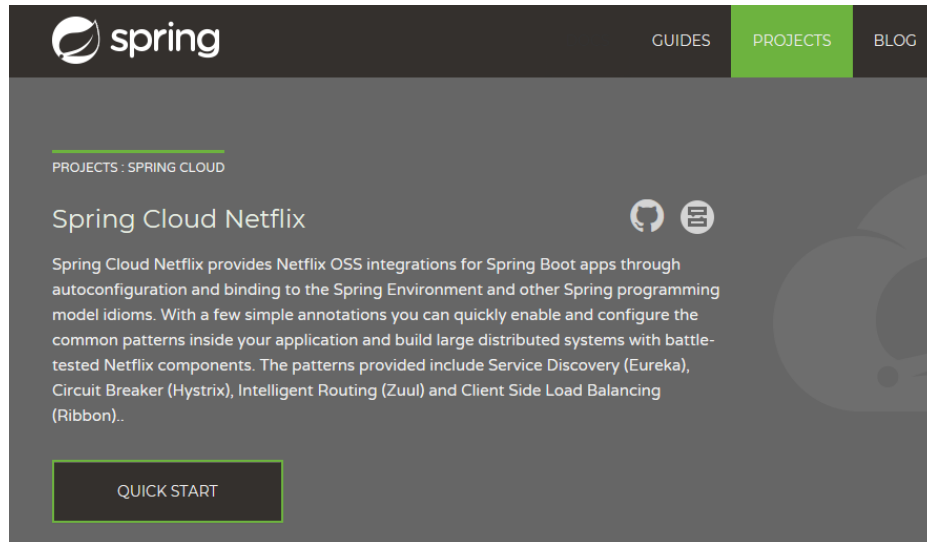 spring
GUIDES PROJECTS BLOG
PROJECTS : SPRING CLOUD
Spring Cloud Netflix
Spring Cloud Netflix provides Netflix OSS integrations for Spring Boot apps through
autoconfiguration and binding to the Spring Environment and other Spring programming
model idioms. With a few simple annotations you can quickly enable and configure the
common patterns inside your application and build large distributed systems with battle-
tested Netflix components. The patterns provided include Service Discovery (Eureka),
Circuit Breaker (Hystrix), Intelligent Routing (Zuul) and Client Side Load Balancing
(Ribbon)..
QUICK START